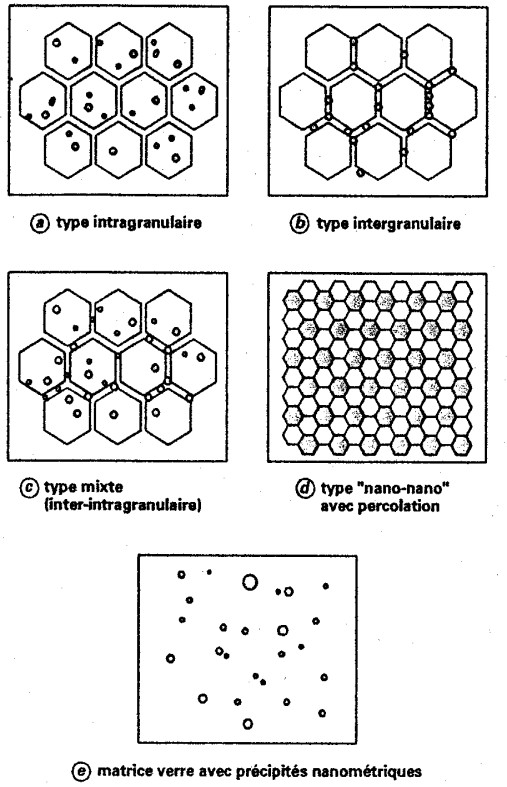 a type intragranulaire
b type intergranulaire
c type mixte
(inter-intragranulaire)
d type "nano-nano"
avec percolation
e matrice verre avec précipités nanométriques